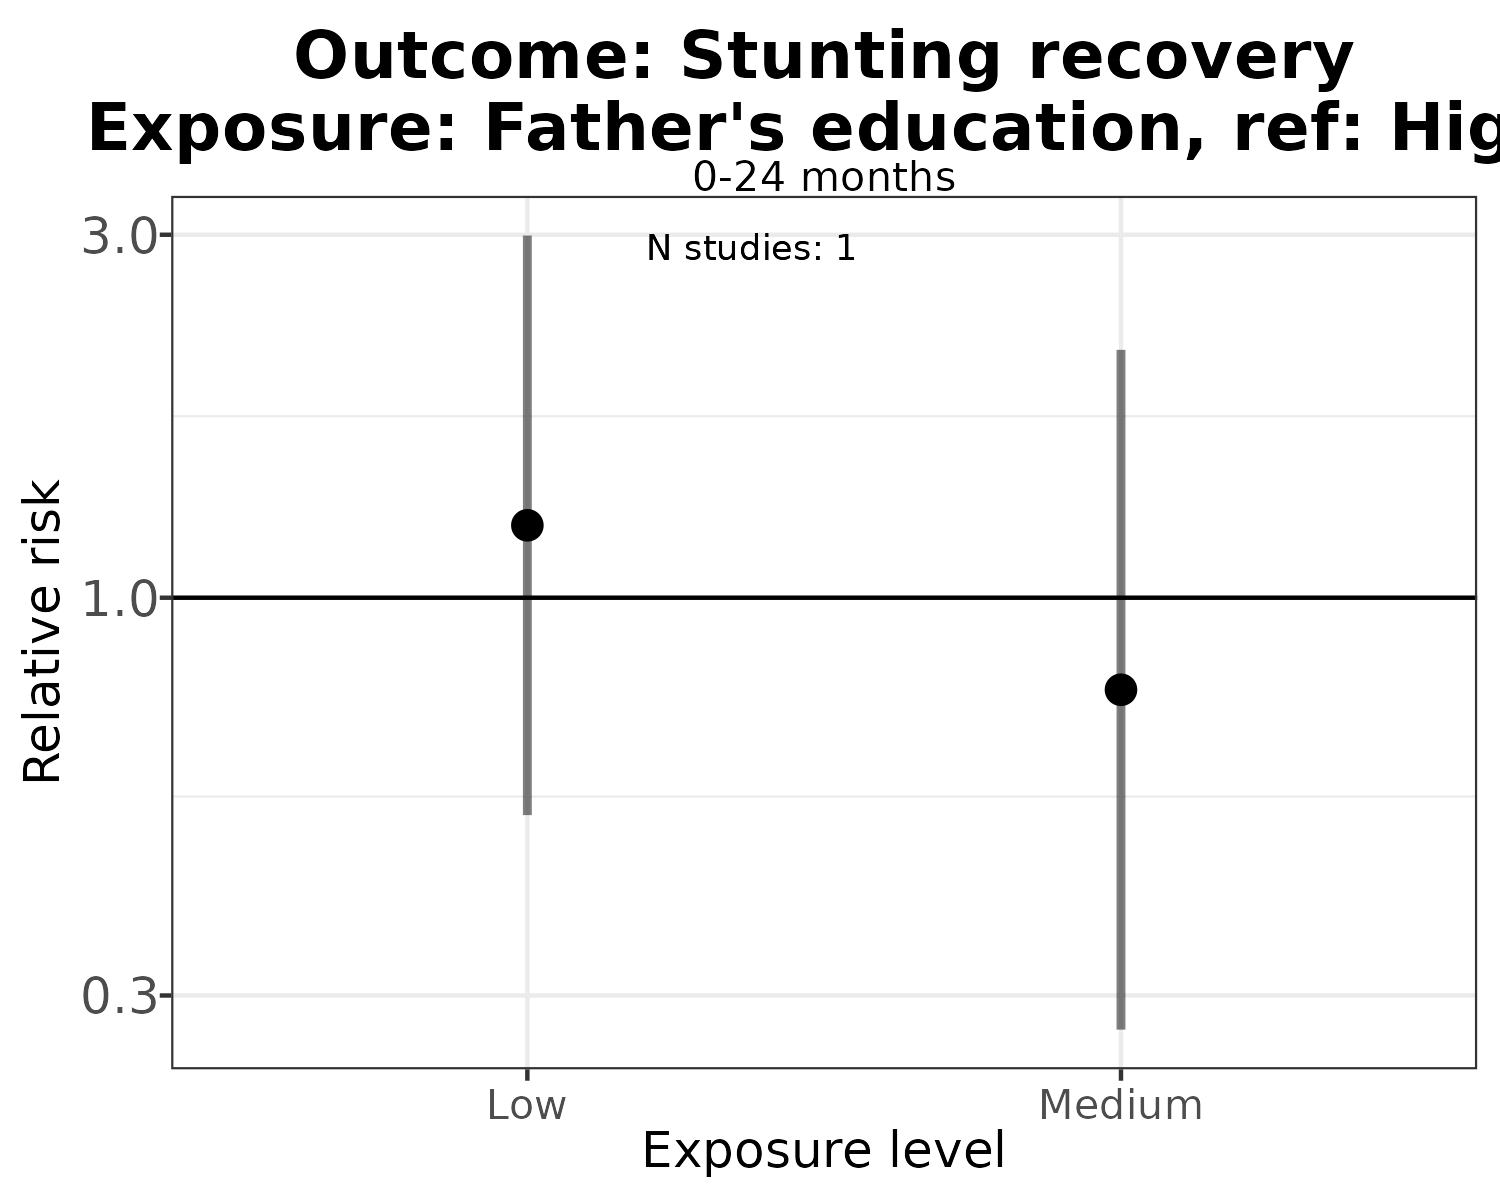 Outcome: Stunting recovery
Exposure: Father's education, ref: Hig
0-24 months
3.0
N studies: 1
1.0
0.3
Relative risk
Low Medium
Exposure level